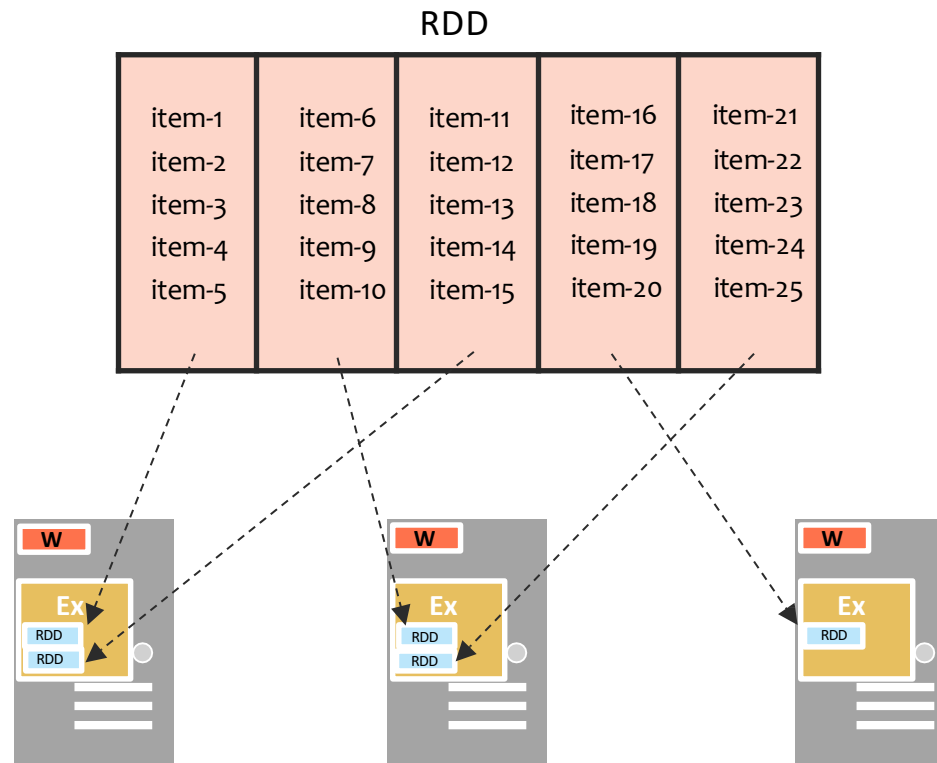 RDD
item-1 item-6 item-11 item-16 item-21
item-2 item-7 item-12 item-17 item-22
item-3 item-8 item-13 item-18 item-23
item-4 item-9 item-14 item-19 item-24
item-5 item-10 item-15 item-20 item-25
W W W
Ex Ex Ex
RDD RDD RDD
RDD RDD